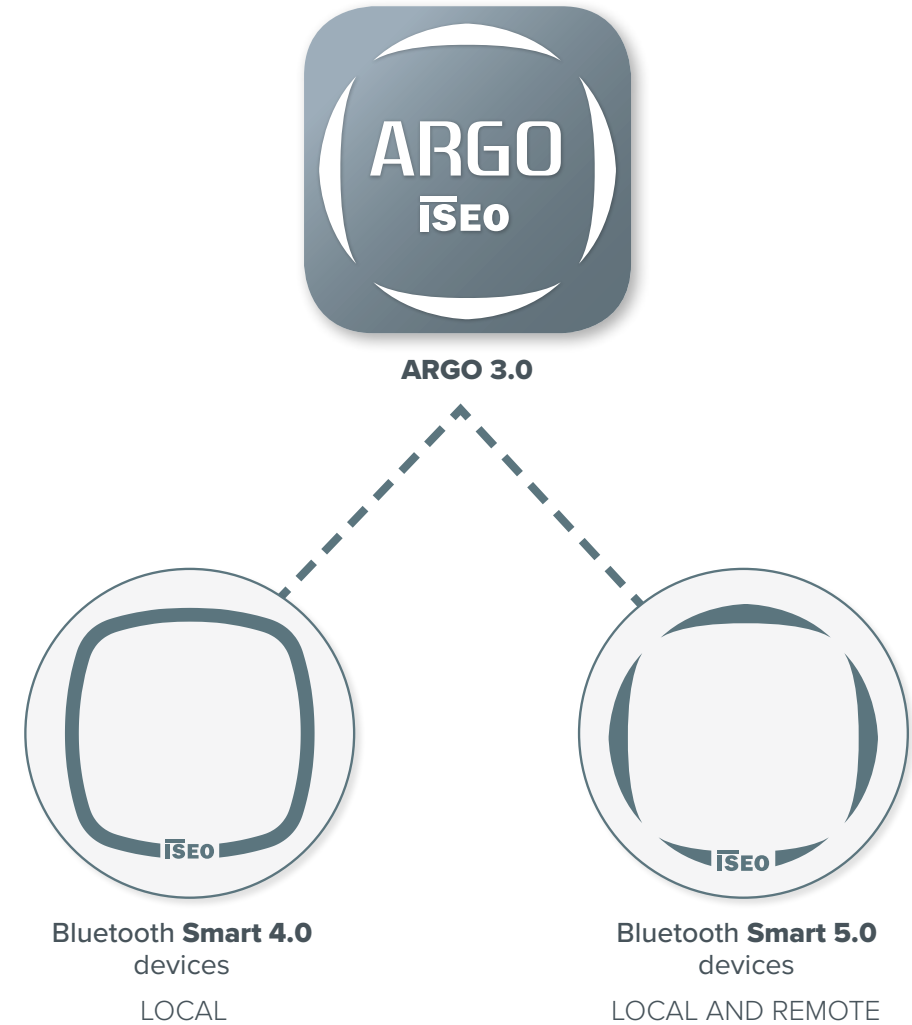 ARGO
ISEO
ARGO 3.0
ISEO
ISEO
Bluetooth Smart 4.0
devices
LOCAL
Bluetooth Smart 5.0
devices
LOCAL AND REMOTE